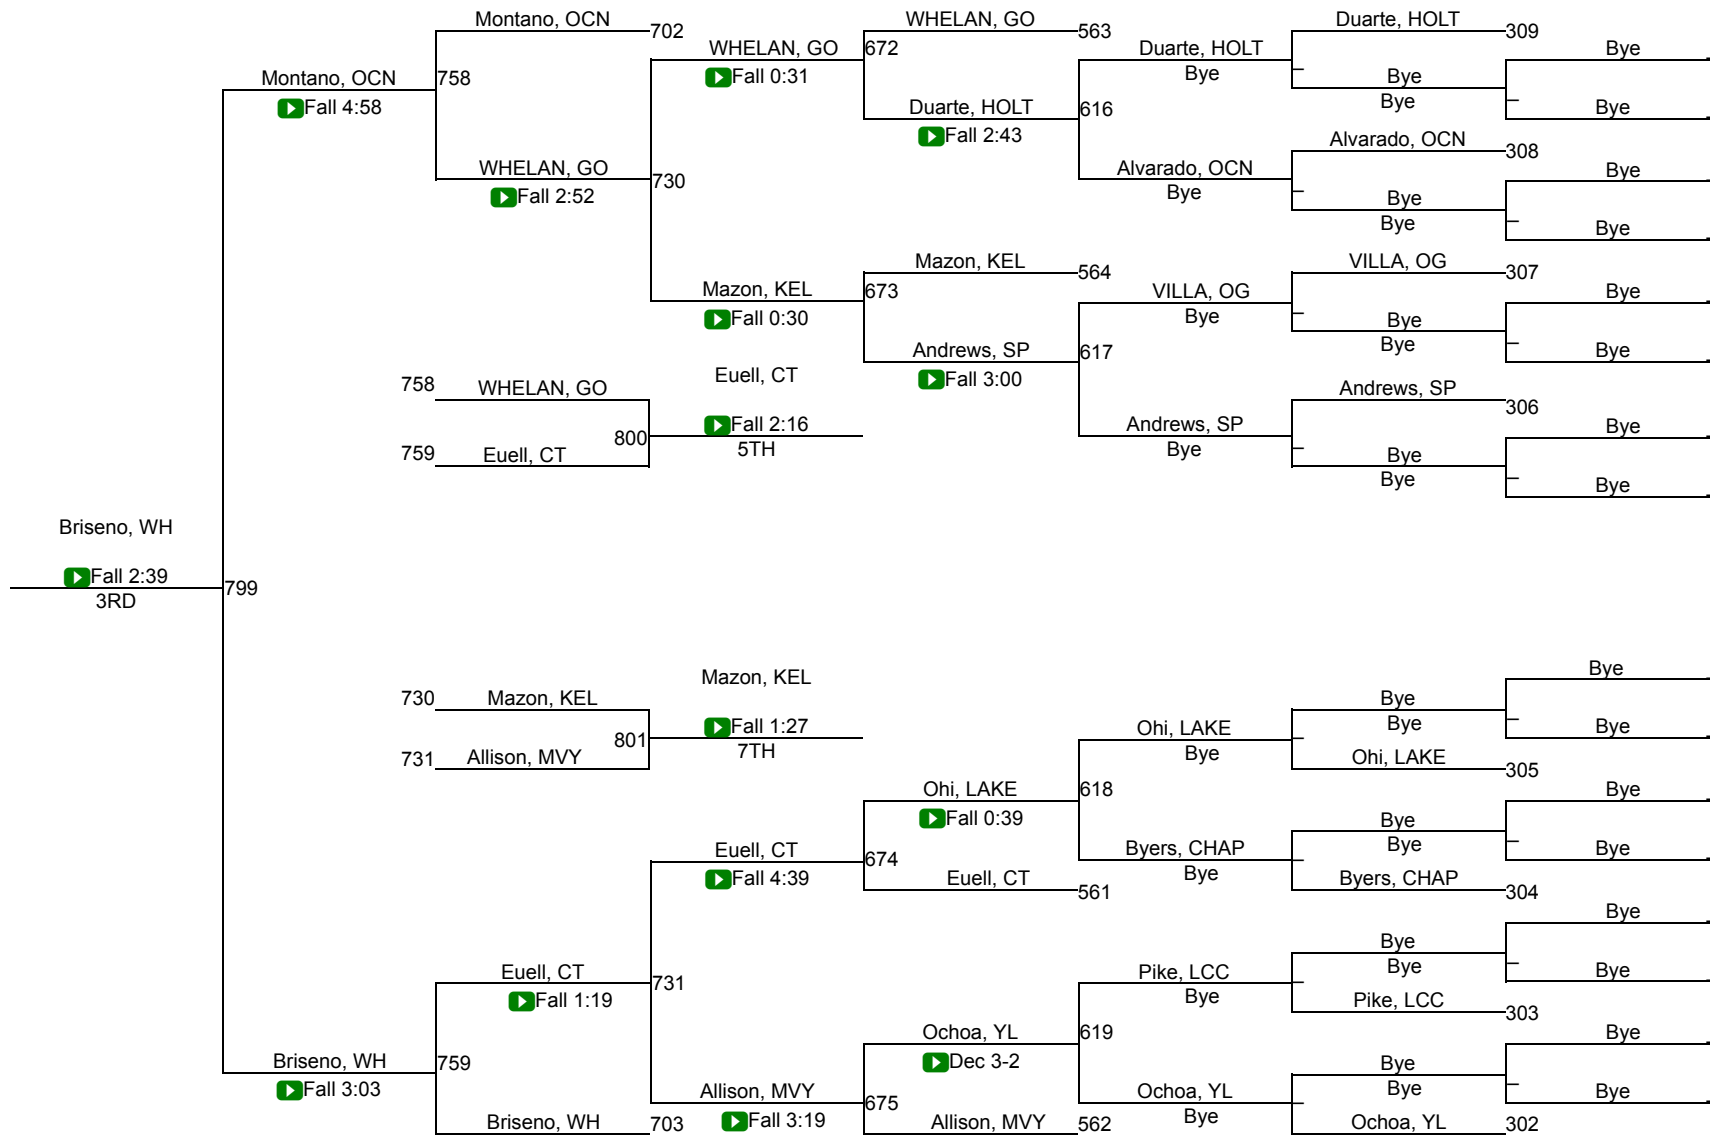 Montano, OCN
702
WHELAN, GO
563
Duarte, HOLT
309
WHELAN, GO
672
Duarte, HOLT
Bye
Montano, OCN
758
Fall 0:31
Bye
Bye
Fall 4:58
Duarte, HOLT
616
Bye
Bye
Fall 2:43
Alvarado, OCN
308
WHELAN, GO
730
Alvarado, OCN
Bye
Fall 2:52
Bye
Bye
Bye
Bye
Mazon, KEL
564
VILLA, OG
307
Mazon, KEL
673
VILLA, OG
Bye
Fall 0:30
Bye
Bye
Andrews, SP
617
Bye
Bye
Euell, CT
Fall 3:00
758
WHELAN, GO
Andrews, SP
306
Fall 2:16
Andrews, SP
Bye
800
5TH
Bye
759
Euell, CT
Bye
Bye
Bye
Briseno, WH
Fall 2:39
799
3RD
Mazon, KEL
Bye
730
Mazon, KEL
Bye
Fall 1:27
Ohi, LAKE
Bye
Bye
801
7TH
Bye
731
Allison, MVY
Ohi, LAKE
305
Ohi, LAKE
618
Bye
Fall 0:39
Bye
Euell, CT
674
Byers, CHAP
Bye
Bye
Fall 4:39
Euell, CT
561
Bye
Byers, CHAP
304
Bye
Bye
Euell, CT
731
Pike, LCC
Bye
Bye
Fall 1:19
Bye
Pike, LCC
303
Ochoa, YL
619
Bye
Briseno, WH
759
Dec 3-2
Bye
Fall 3:03
Allison, MVY
675
Ochoa, YL
Bye
Bye
Briseno, WH
703
Fall 3:19
Allison, MVY
562
Bye
Ochoa, YL
302